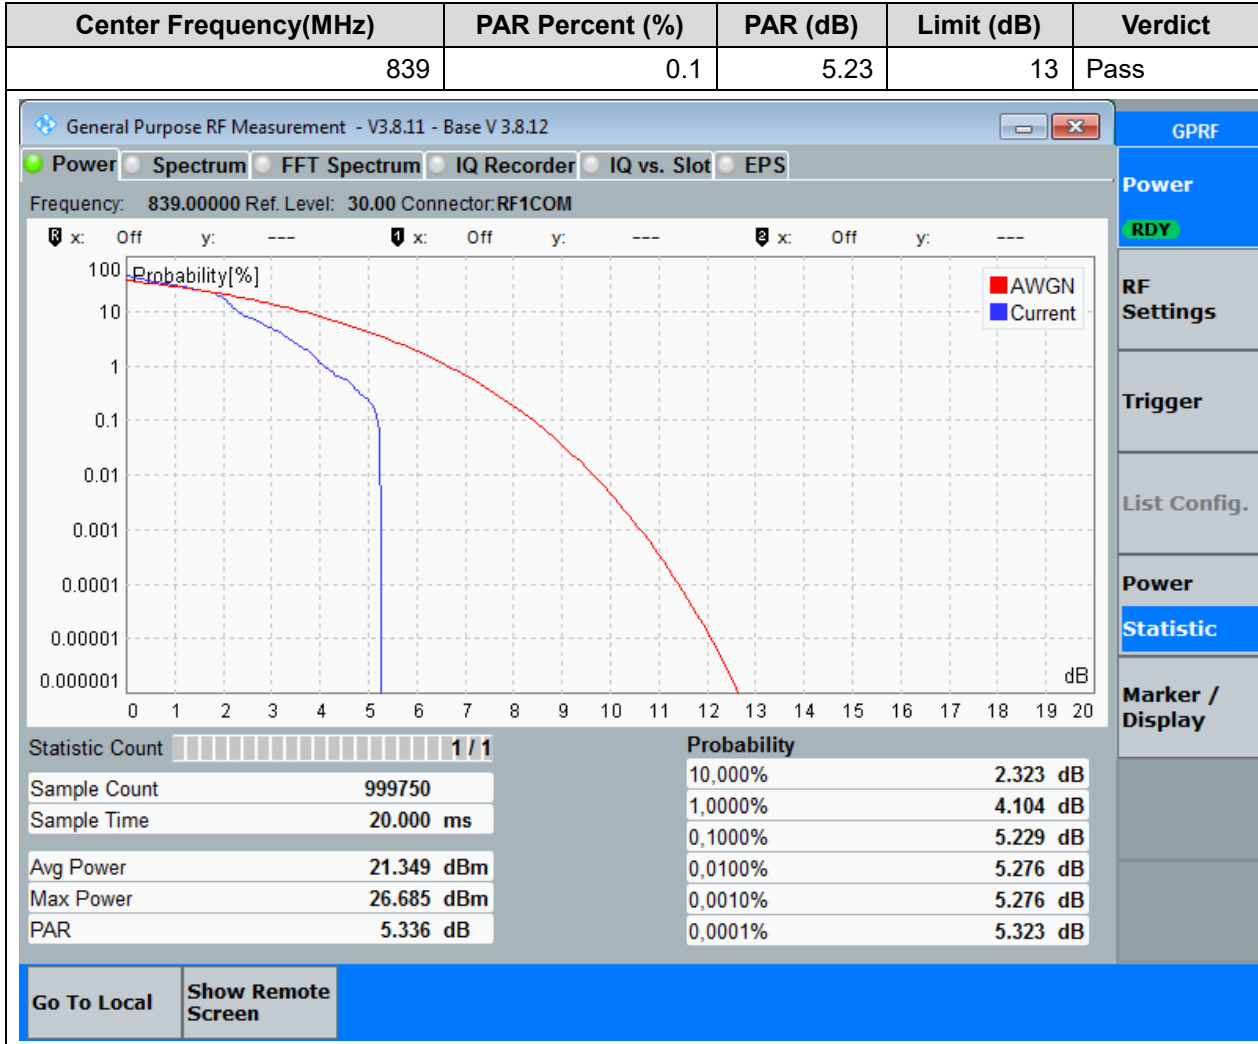 Center Frequency(MHz) PAR Percent (%) PAR (dB) Limit (dB) Verdict
839 0.1 5.23 13 Pass
General Purpose RF Measurement - V3.8.11 - Base V 3.8.12
GPRF
Power Spectrum FFT Spectrum IQ Recorder IQ vs. Slot EPS
Frequency: 839.00000 Ref. Level: 30.00 Connector: RF1COM
R x: Off y: --- 1 x: Off y: --- 2 x: Off y: ---
Probability[%]
AWGN
Current
100
10
1
0.1
0.01
0.001
0.0001
0.00001
0.000001
dB
0 1 2 3 4 5 6 7 8 9 10 11 12 13 14 15 16 17 18 19 20
Statistic Count 1 / 1
Sample Count 999750
Sample Time 20.000 ms
Avg Power 21.349 dBm
Max Power 26.685 dBm
PAR 5.336 dB
Probability
10,000% 2.323 dB
1,0000% 4.104 dB
0,1000% 5.229 dB
0,0100% 5.276 dB
0,0010% 5.276 dB
0,0001% 5.323 dB
Power
RDY
RF
Settings
Trigger
List Config.
Power
Statistic
Marker /
Display
Go To Local
Show Remote
Screen